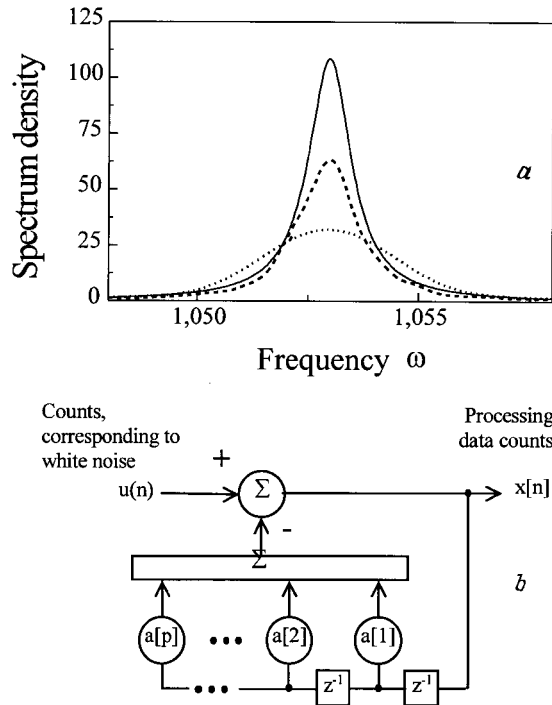 125
100
75
50
25
0
Spectrum density
a
1,050
1,055
Frequency ω
Counts,
corresponding to
white noise
Processing
data counts
+
u(n)
Σ
x[n]
-
Σ
b
a[p]
a[2]
a[1]
z⁻¹
z⁻¹